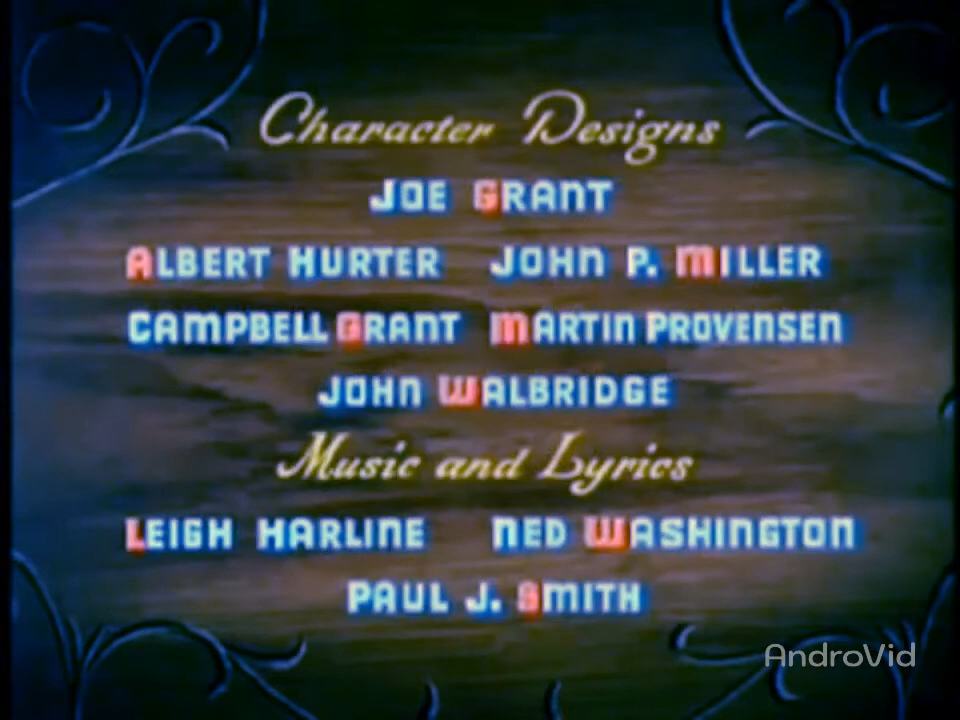 Character Designs
JOE GRANT
ALBERT HURTER JOHN P. MILLER
CAMPBELL GRANT MARTIN PROVENSEN
JOHN WALBRIDGE
Music and Lyrics
LEIGH HARLINE NED WASHINGTON
PAUL J. SMITH
AndroVid